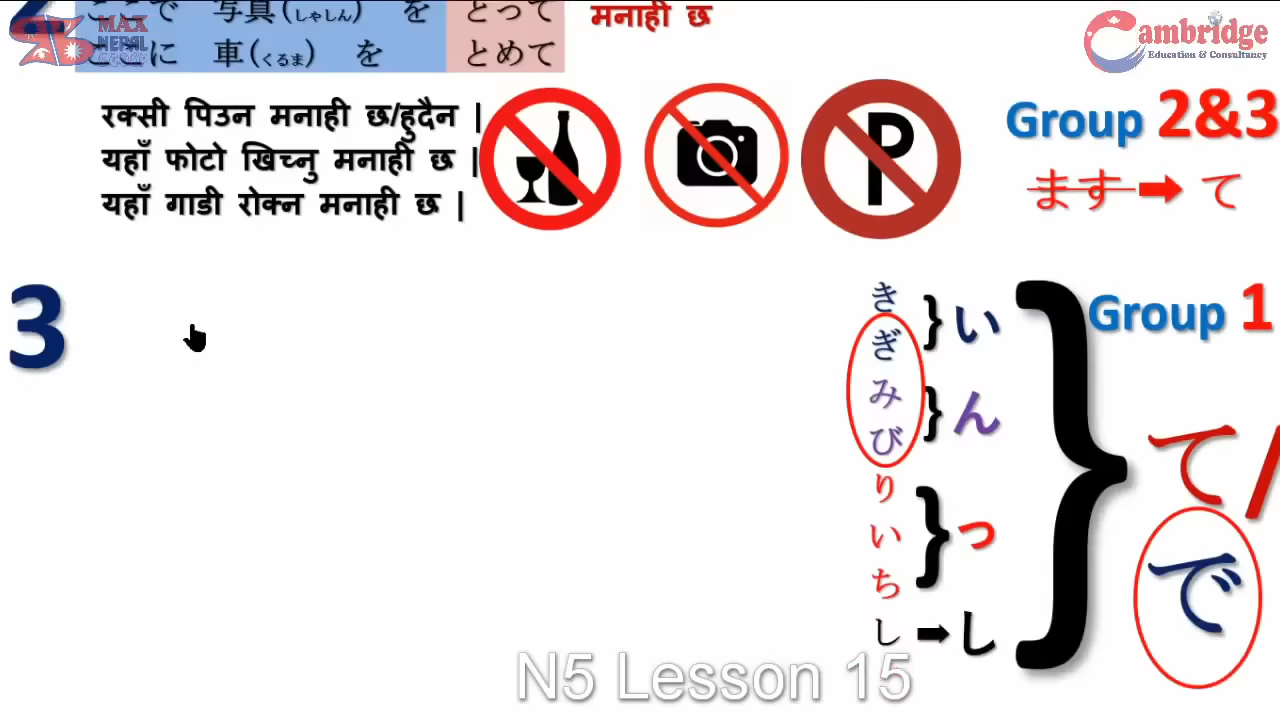 ここで 写真(しゃしん) を とって
मनाही छ
MAX
NEPAL
ここに 車(くるま) を とめて
Cambridge
Education & Consultancy
रक्सी पिउन मनाही छ/हुदैन |
यहाँ फोटो खिच्नु मनाही छ |
यहाँ गाडी रोक्न मनाही छ |
P
Group 2&3
ます➡て
3
き
ぎ
} い
み
び
} ん
り
い
ち
} っ
し ➡ し
Group 1
て/
で
N5 Lesson 15